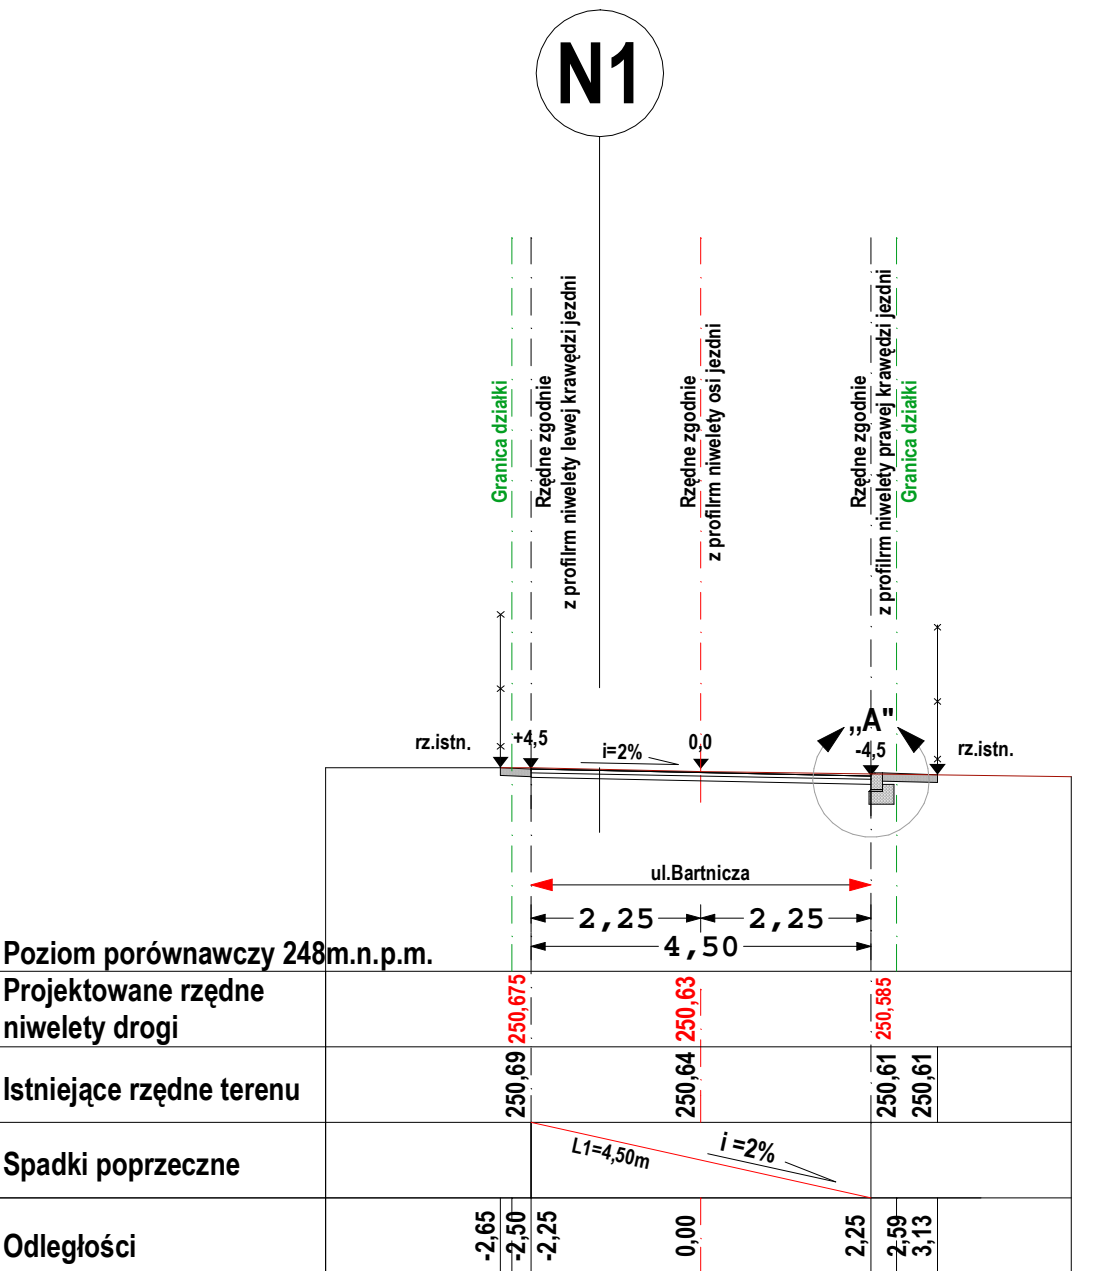 N1
Granica działki
Rzędne zgodnie
z profilrm niwelety lewej krawędzi jezdni
Rzędne zgodnie
z profilrm niwelety osi jezdni
Rzędne zgodnie
z profilrm niwelety prawej krawędzi jezdni
Granica działki
„A"
rz.istn.
+4,5
i=2%
0,0
-4,5
rz.istn.
ul.Bartnicza
2,25
2,25
4,50
Poziom porównawczy 248m.n.p.m.
Projektowane rzędne
niwelety drogi
250,675
250,63
250,585
Istniejące rzędne terenu
250,69
250,64
250,61
250,61
Spadki poprzeczne
L1=4,50m
i =2%
Odległości
-2,65
-2,50
-2,25
0,00
2,25
2,59
3,13